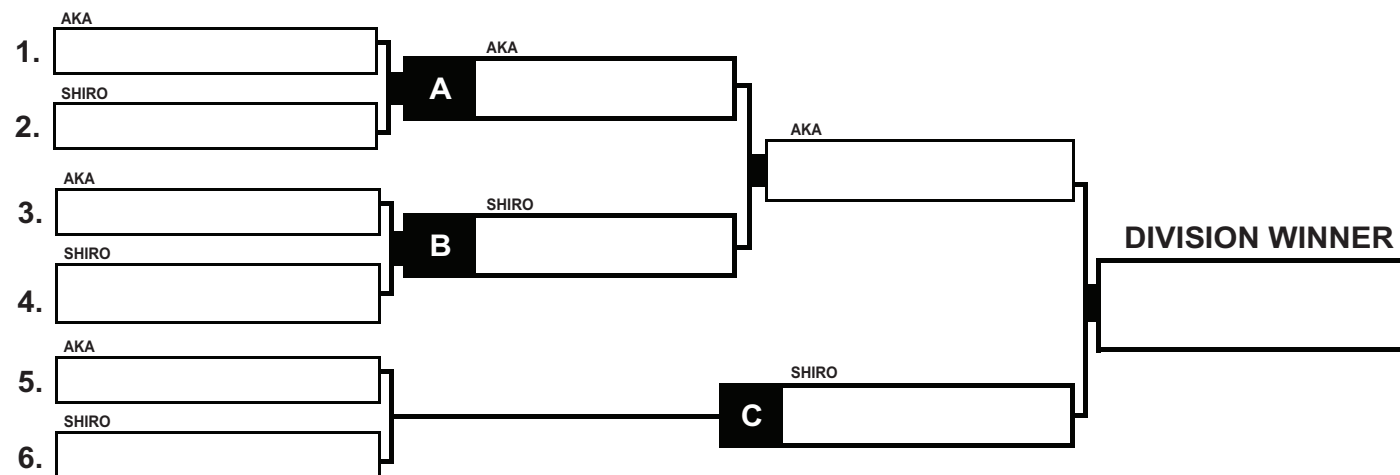 AKA
1.
SHIRO
2.
A
AKA
AKA
3.
SHIRO
4.
B
SHIRO
AKA
DIVISION WINNER
AKA
5.
SHIRO
6.
C
SHIRO